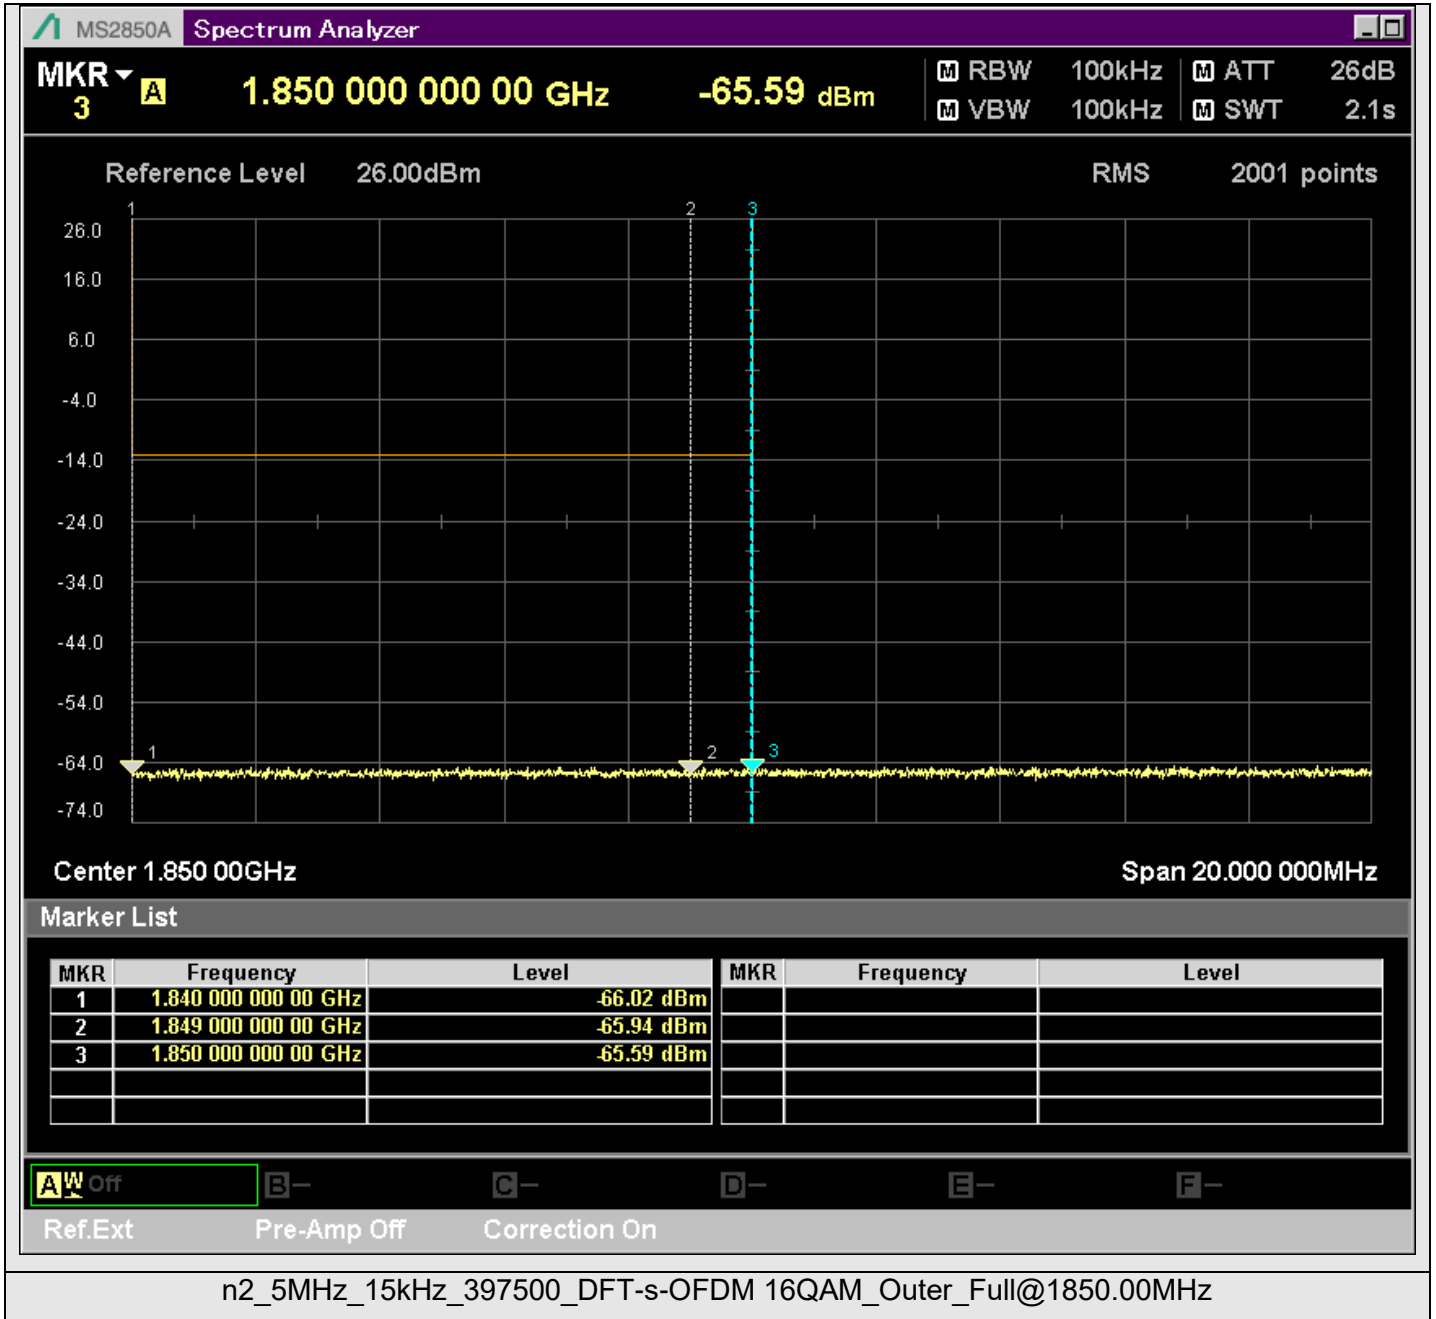 MS2850A Spectrum Analyzer
MKR A 1.850 000 000 00 GHz -65.59 dBm M RBW 100kHz M ATT 26dB
3 M VBW 100kHz M SWT 2.1s
Reference Level 26.00dBm RMS 2001 points
1 2 3
26.0
16.0
6.0
-4.0
-14.0
-24.0
-34.0
-44.0
-54.0
1 2 3
-64.0
-74.0
Center 1.850 00GHz Span 20.000 000MHz
Marker List
MKR Frequency Level MKR Frequency Level
1 1.840 000 000 00 GHz -66.02 dBm
2 1.849 000 000 00 GHz -65.94 dBm
3 1.850 000 000 00 GHz -65.59 dBm
A W Off B – C – D – E – F –
Ref.Ext Pre-Amp Off Correction On
n2_5MHz_15kHz_397500_DFT-s-OFDM 16QAM_Outer_Full@1850.00MHz